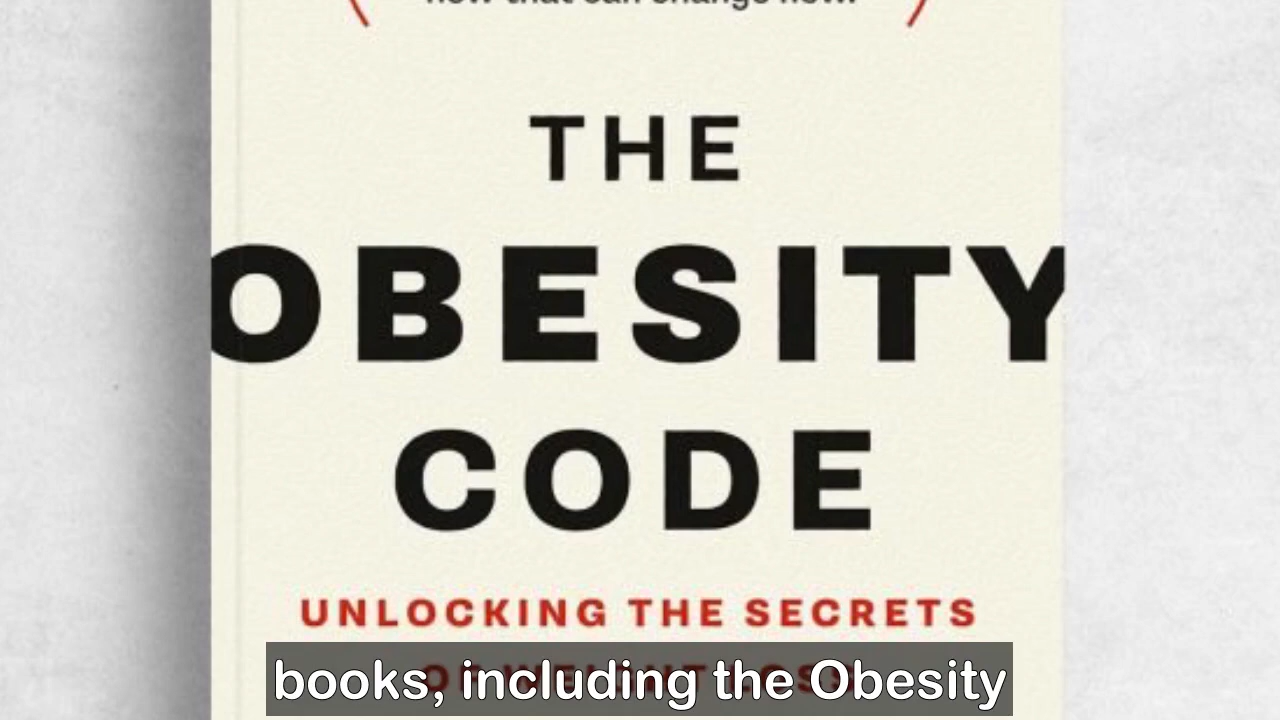 THE
OBESITY
CODE
UNLOCKING THE SECRETS
books, including the Obesity